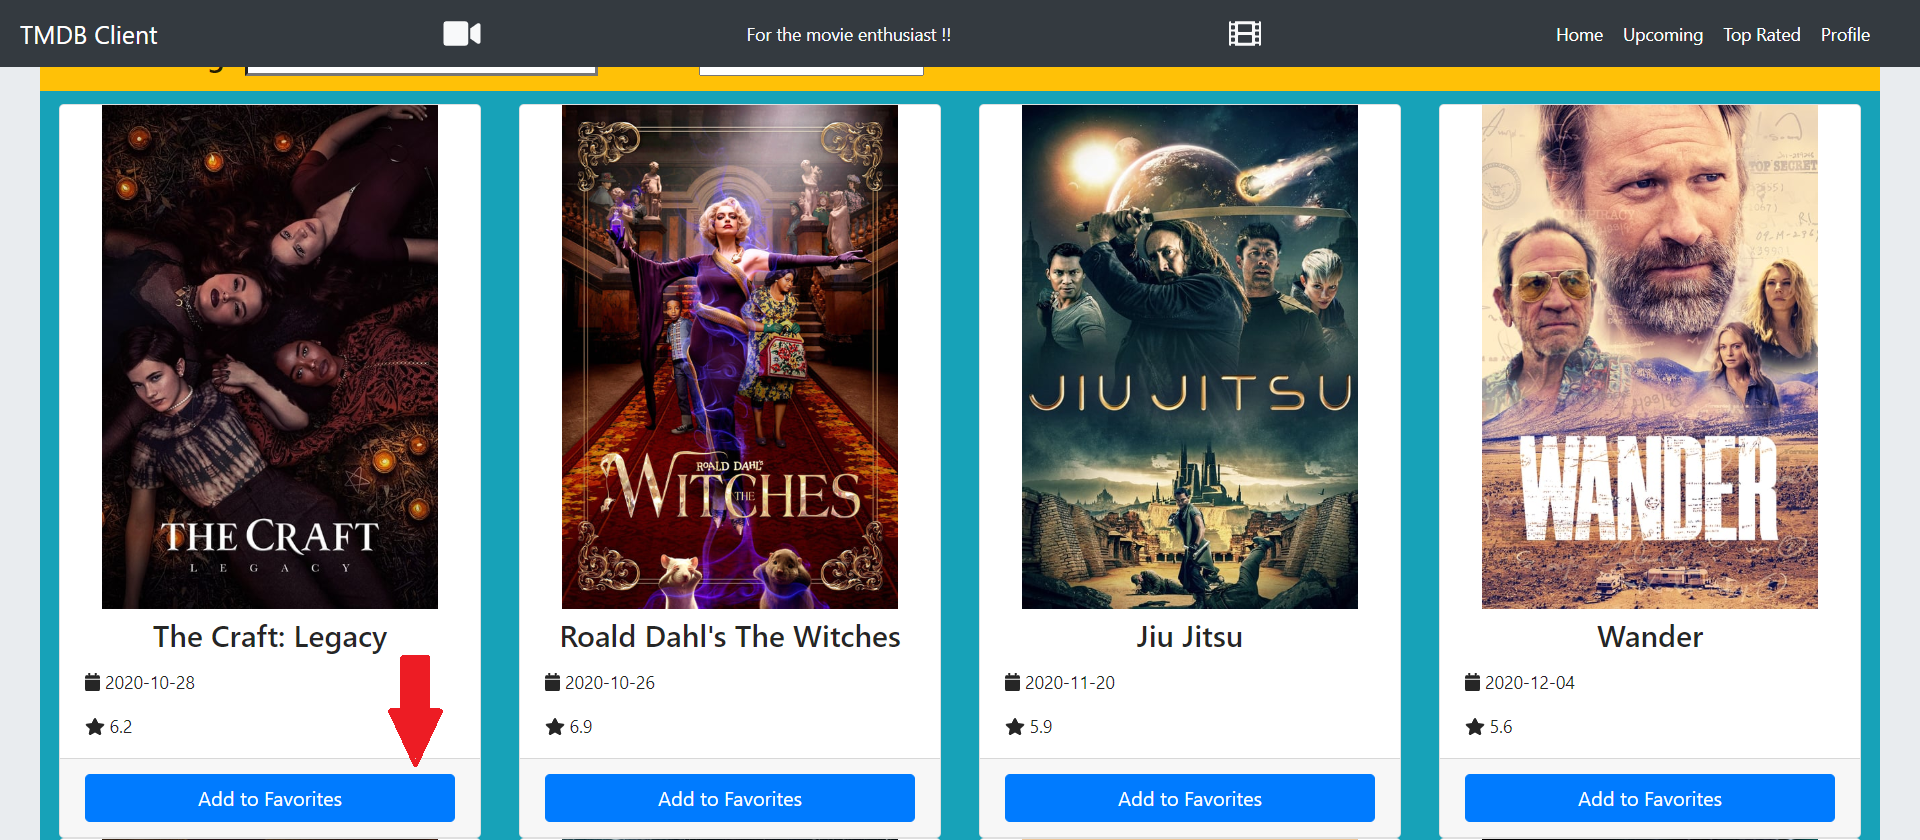 TMDB Client
For the movie enthusiast !!
Home Upcoming Top Rated Profile
THE CRAFT
LEGACY
The Craft: Legacy
2020-10-28
6.2
Add to Favorites
ROALD DAHL'S
THE
WITCHES
Roald Dahl's The Witches
2020-10-26
6.9
Add to Favorites
JIU JITSU
Jiu Jitsu
2020-11-20
5.9
Add to Favorites
TOP SECRET
WANDER
Wander
2020-12-04
5.6
Add to Favorites